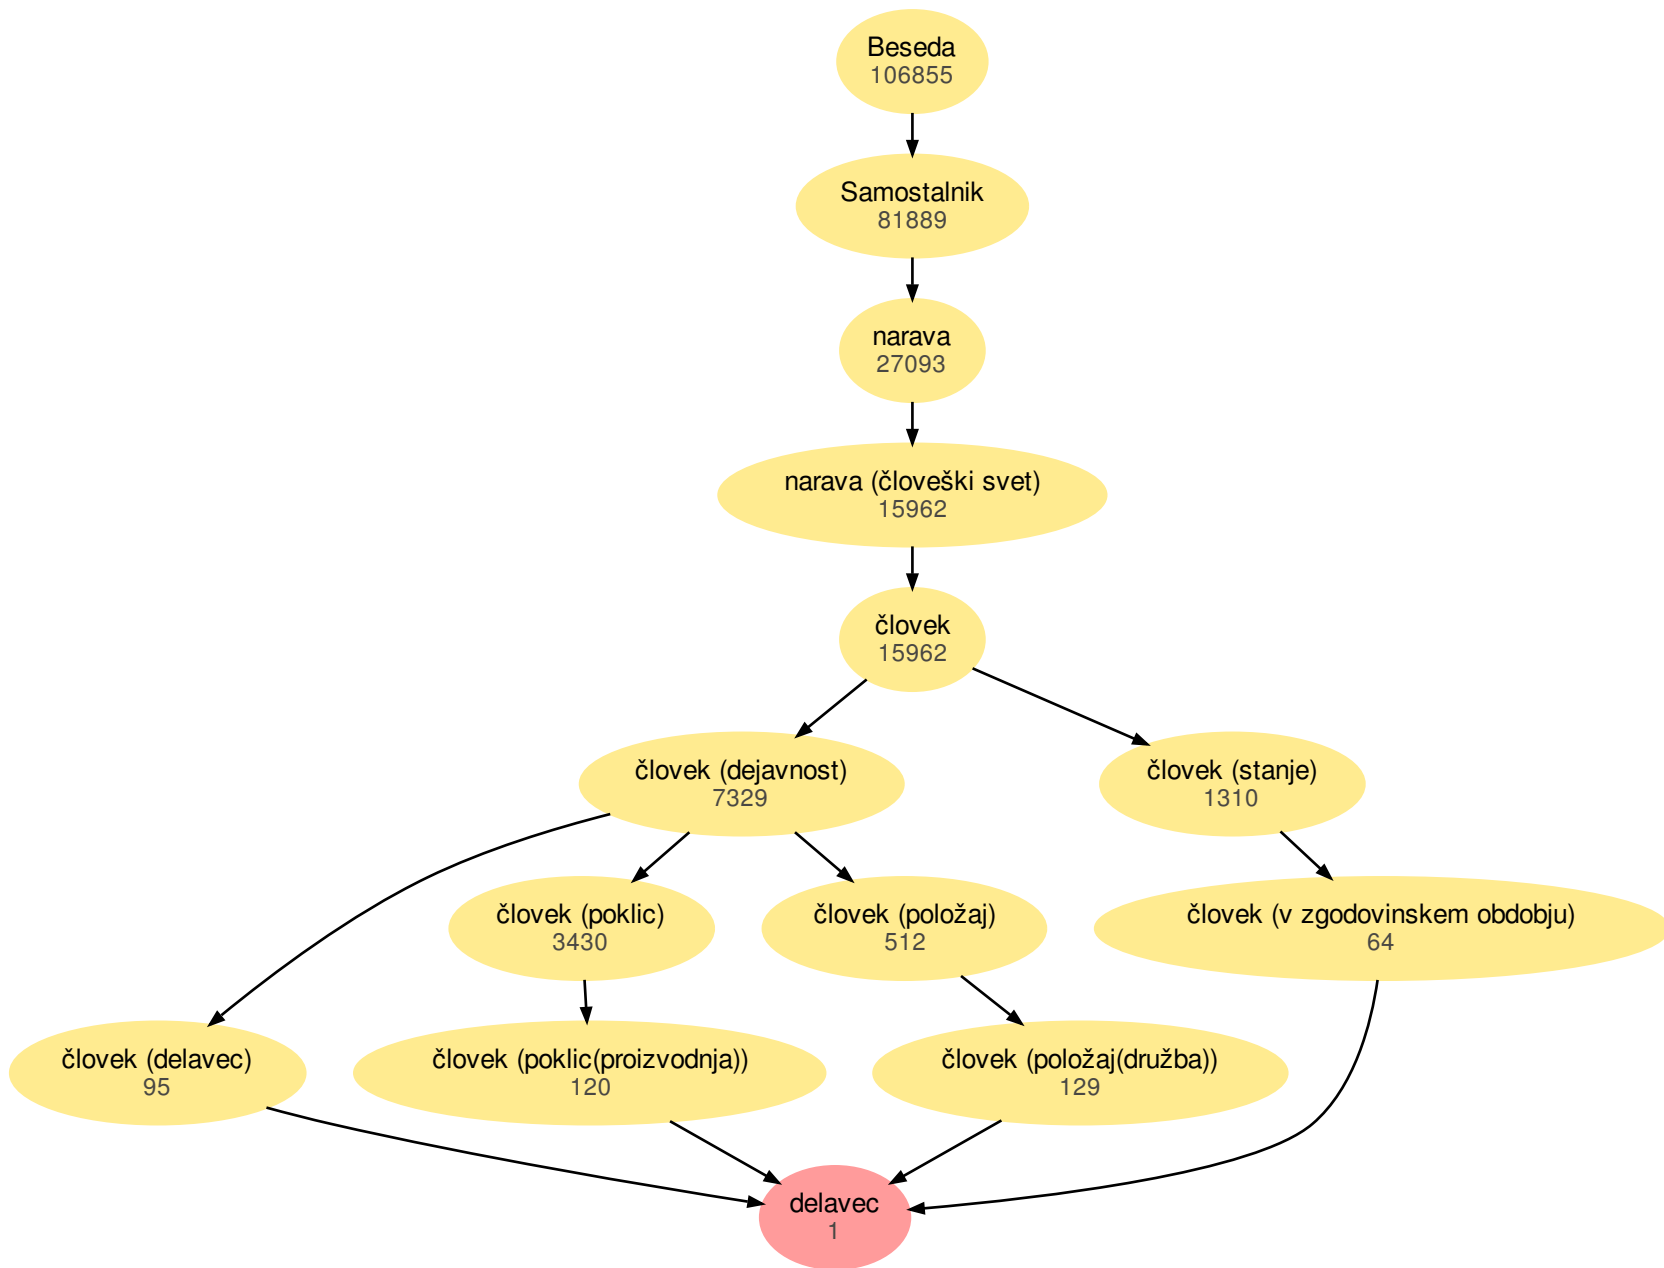 Beseda
106855
Samostalnik
81889
narava
27093
narava (človeški svet)
15962
človek
15962
človek (dejavnost)
7329
človek (stanje)
1310
človek (poklic)
3430
človek (položaj)
512
človek (v zgodovinskem obdobju)
64
človek (delavec)
95
človek (poklic(proizvodnja))
120
človek (položaj(družba))
129
delavec
1